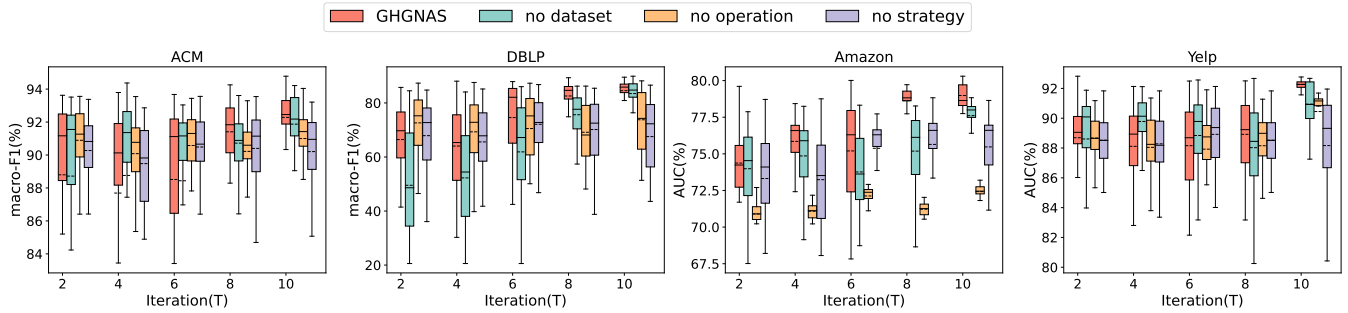 GHGNAS no dataset no operation no strategy
ACM
macro-F1(%)
94
92
90
88
86
84
2 4 6 8 10
Iteration(T)
DBLP
macro-F1(%)
80
60
40
20
2 4 6 8 10
Iteration(T)
Amazon
AUC(%)
80.0
77.5
75.0
72.5
70.0
67.5
2 4 6 8 10
Iteration(T)
Yelp
AUC(%)
92
90
88
86
84
82
80
2 4 6 8 10
Iteration(T)